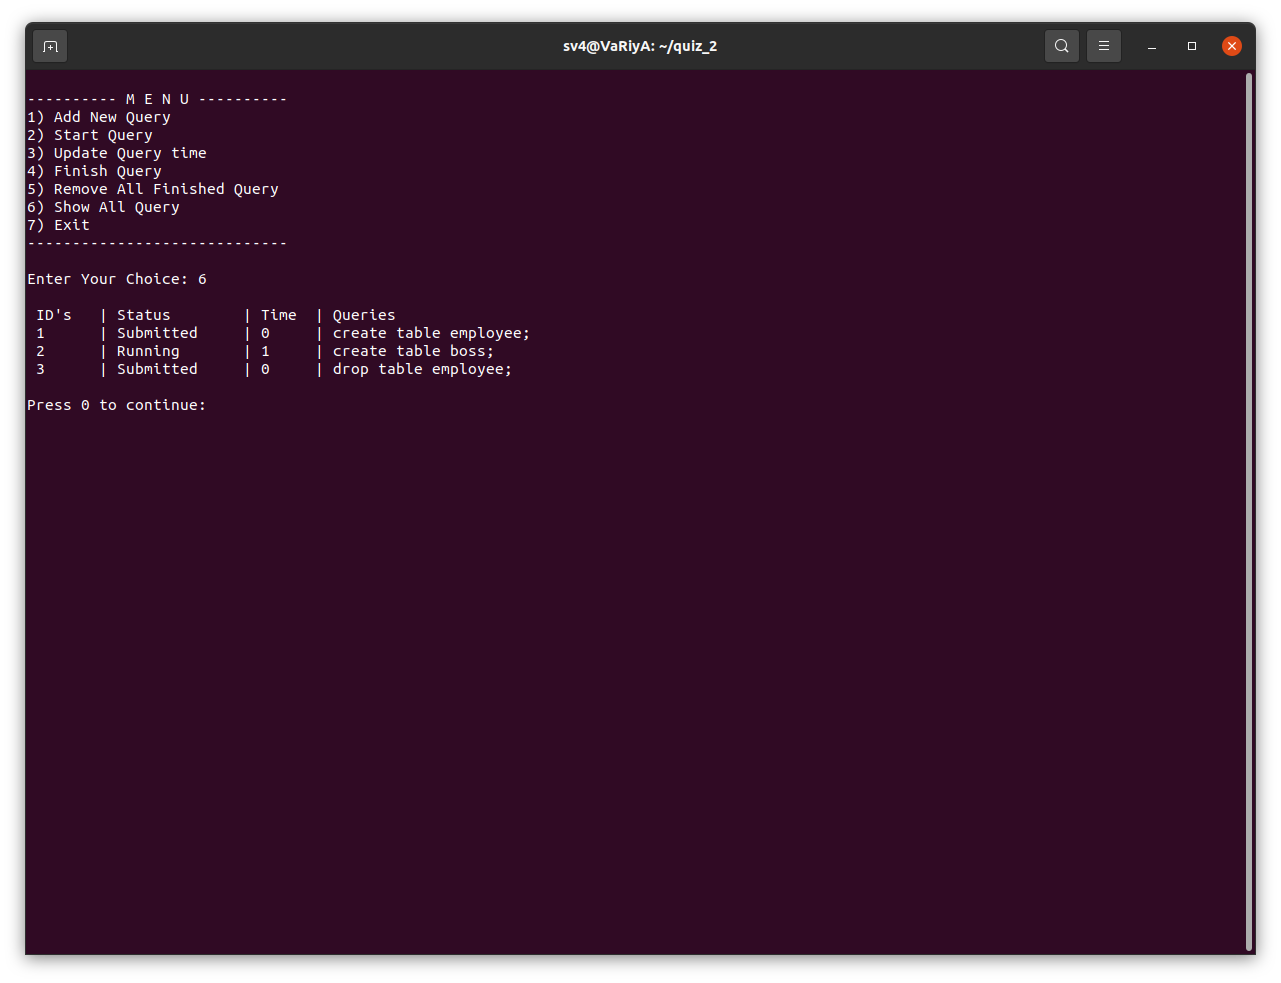 sv4@VaRiyA: ~/quiz_2
---------- M E N U ----------
1) Add New Query
2) Start Query
3) Update Query time
4) Finish Query
5) Remove All Finished Query
6) Show All Query
7) Exit
-----------------------------
Enter Your Choice: 6
ID's   | Status        | Time  | Queries
1      | Submitted     | 0     | create table employee;
2      | Running       | 1     | create table boss;
3      | Submitted     | 0     | drop table employee;
Press 0 to continue: